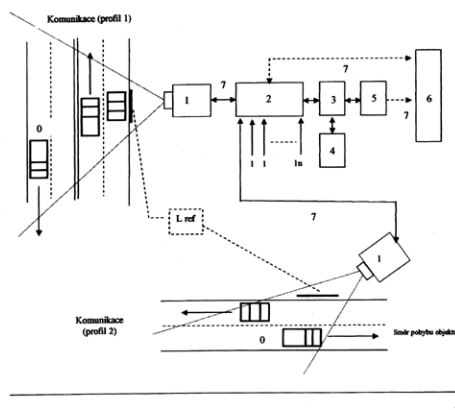 Komunikace (profil 1)
7
7
1
2
3
5
6
7
0
4
1
1
1n
L ref
7
1
Komunikace
(profil 2)
0
Směr pohybu objektu